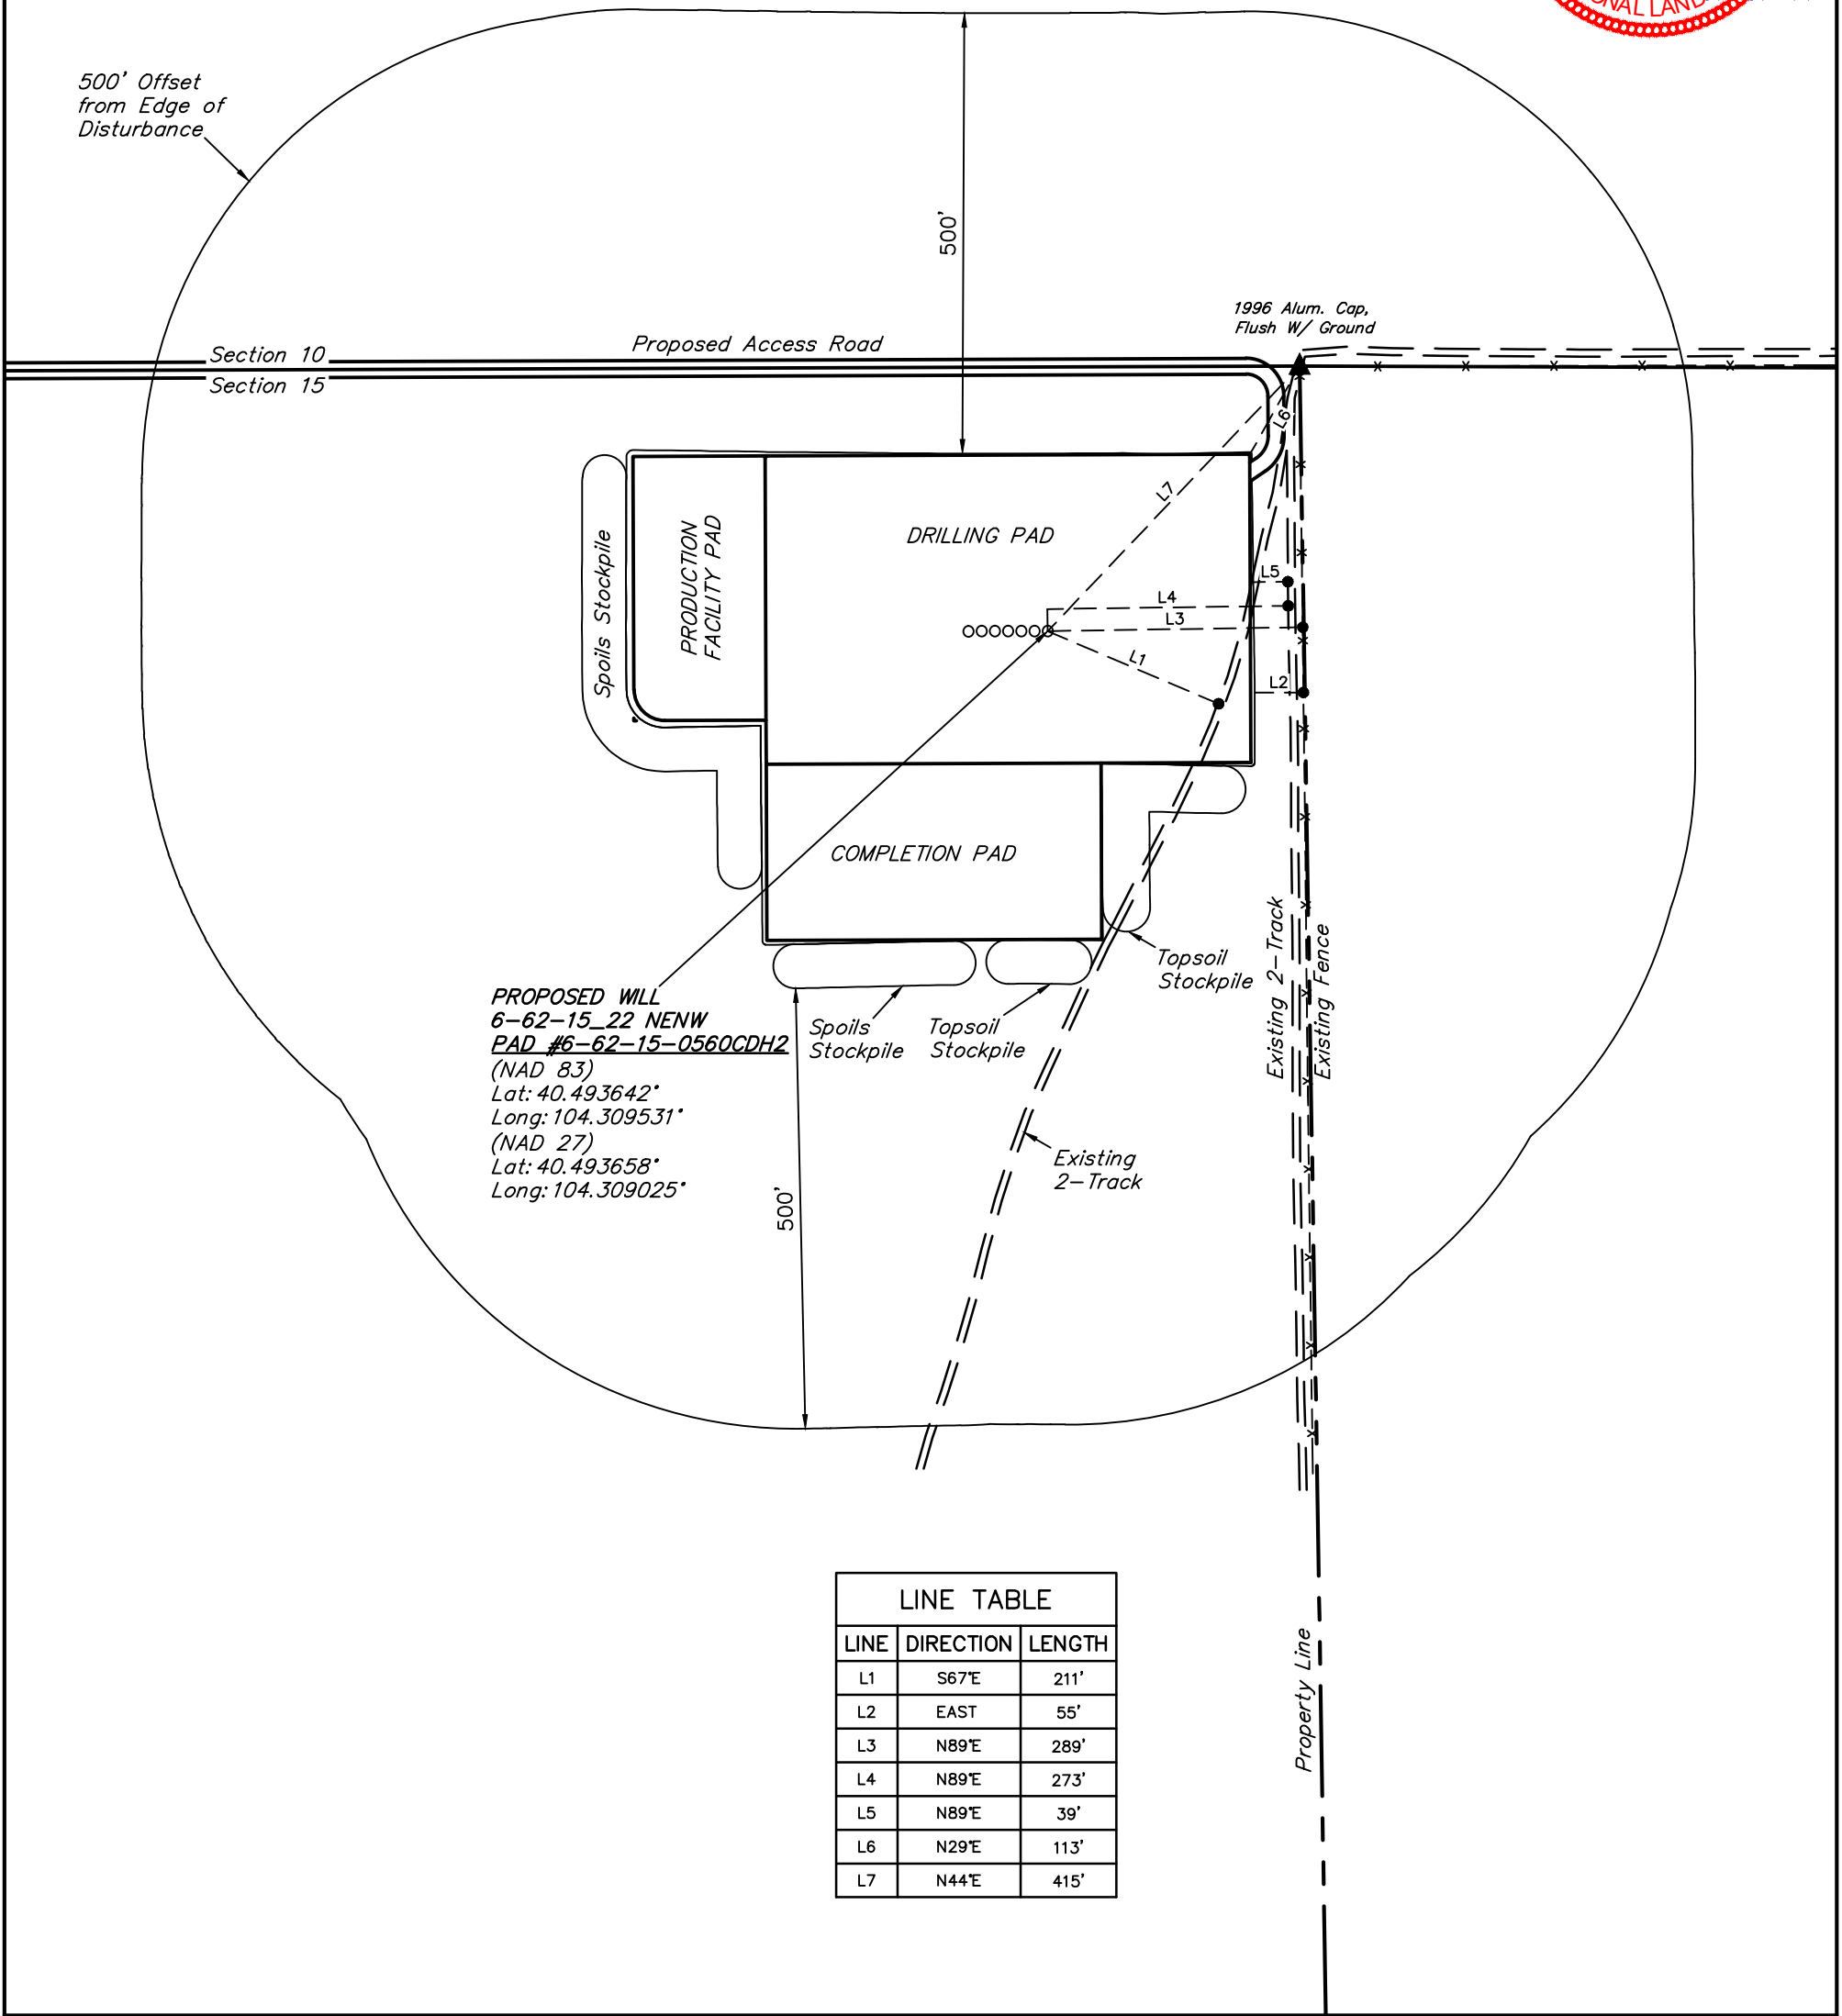 NAL LAND
500' Offset
from Edge of
Disturbance
500'
1996 Alum. Cap,
Flush W/ Ground
Proposed Access Road
Section 10
Section 15
L6
L7
DRILLING PAD
PRODUCTION
FACILITY PAD
Spoils Stockpile
L5
L4
L3
L1
L2
COMPLETION PAD
Topsoil
Stockpile
Existing 2-Track
Existing Fence
PROPOSED WILL
6-62-15_22 NENW
PAD #6-62-15-0560CDH2
(NAD 83)
Lat: 40.493642°
Long: 104.309531°
(NAD 27)
Lat: 40.493658°
Long: 104.309025°
Spoils
Stockpile
Topsoil
Stockpile
500'
Existing
2-Track
Property Line
LINE TABLE
LINE DIRECTION LENGTH
L1 S67°E 211'
L2 EAST 55'
L3 N89°E 289'
L4 N89°E 273'
L5 N89°E 39'
L6 N29°E 113'
L7 N44°E 415'